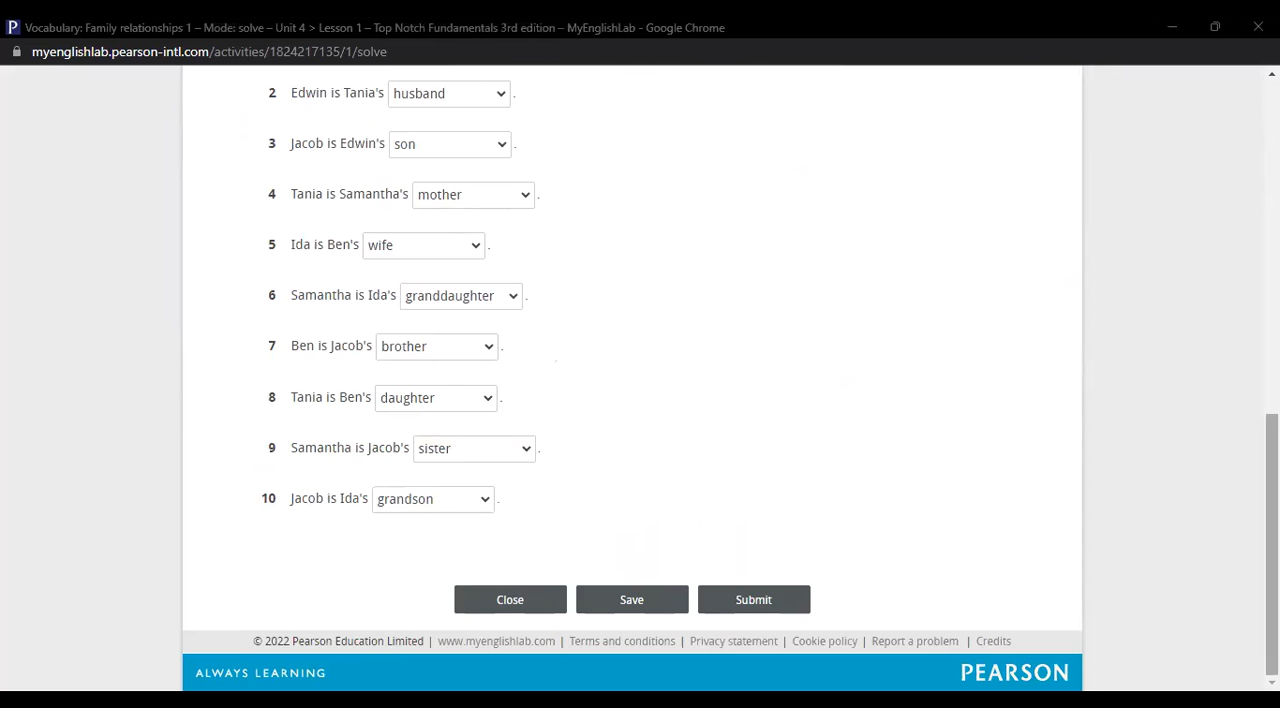 P Vocabulary: Family relationships 1 – Mode: solve – Unit 4 > Lesson 1 – Top Notch Fundamentals 3rd edition – MyEnglishLab - Google Chrome
myenglishlab.pearson-intl.com/activities/1824217135/1/solve
2 Edwin is Tania's husband .
3 Jacob is Edwin's son .
4 Tania is Samantha's mother .
5 Ida is Ben's wife .
6 Samantha is Ida's granddaughter .
7 Ben is Jacob's brother .
8 Tania is Ben's daughter .
9 Samantha is Jacob's sister .
10 Jacob is Ida's grandson .
Close Save Submit
© 2022 Pearson Education Limited | www.myenglishlab.com | Terms and conditions | Privacy statement | Cookie policy | Report a problem | Credits
ALWAYS LEARNING PEARSON